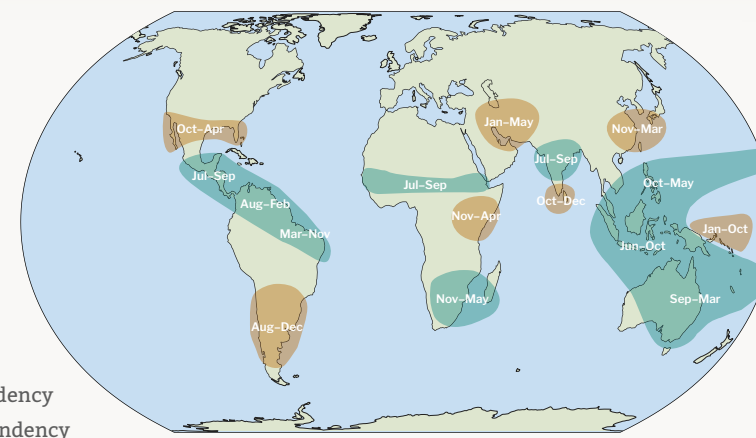 Oct–Apr
Jan–May
Nov–Mar
Jul–Sep
Jul–Sep
Jul–Sep
Oct–May
Aug–Feb
Oct–Dec
Nov–Apr
Mar–Nov
Jan–Oct
Jun–Oct
Nov–May
Sep–Mar
Aug–Dec
dency
endency